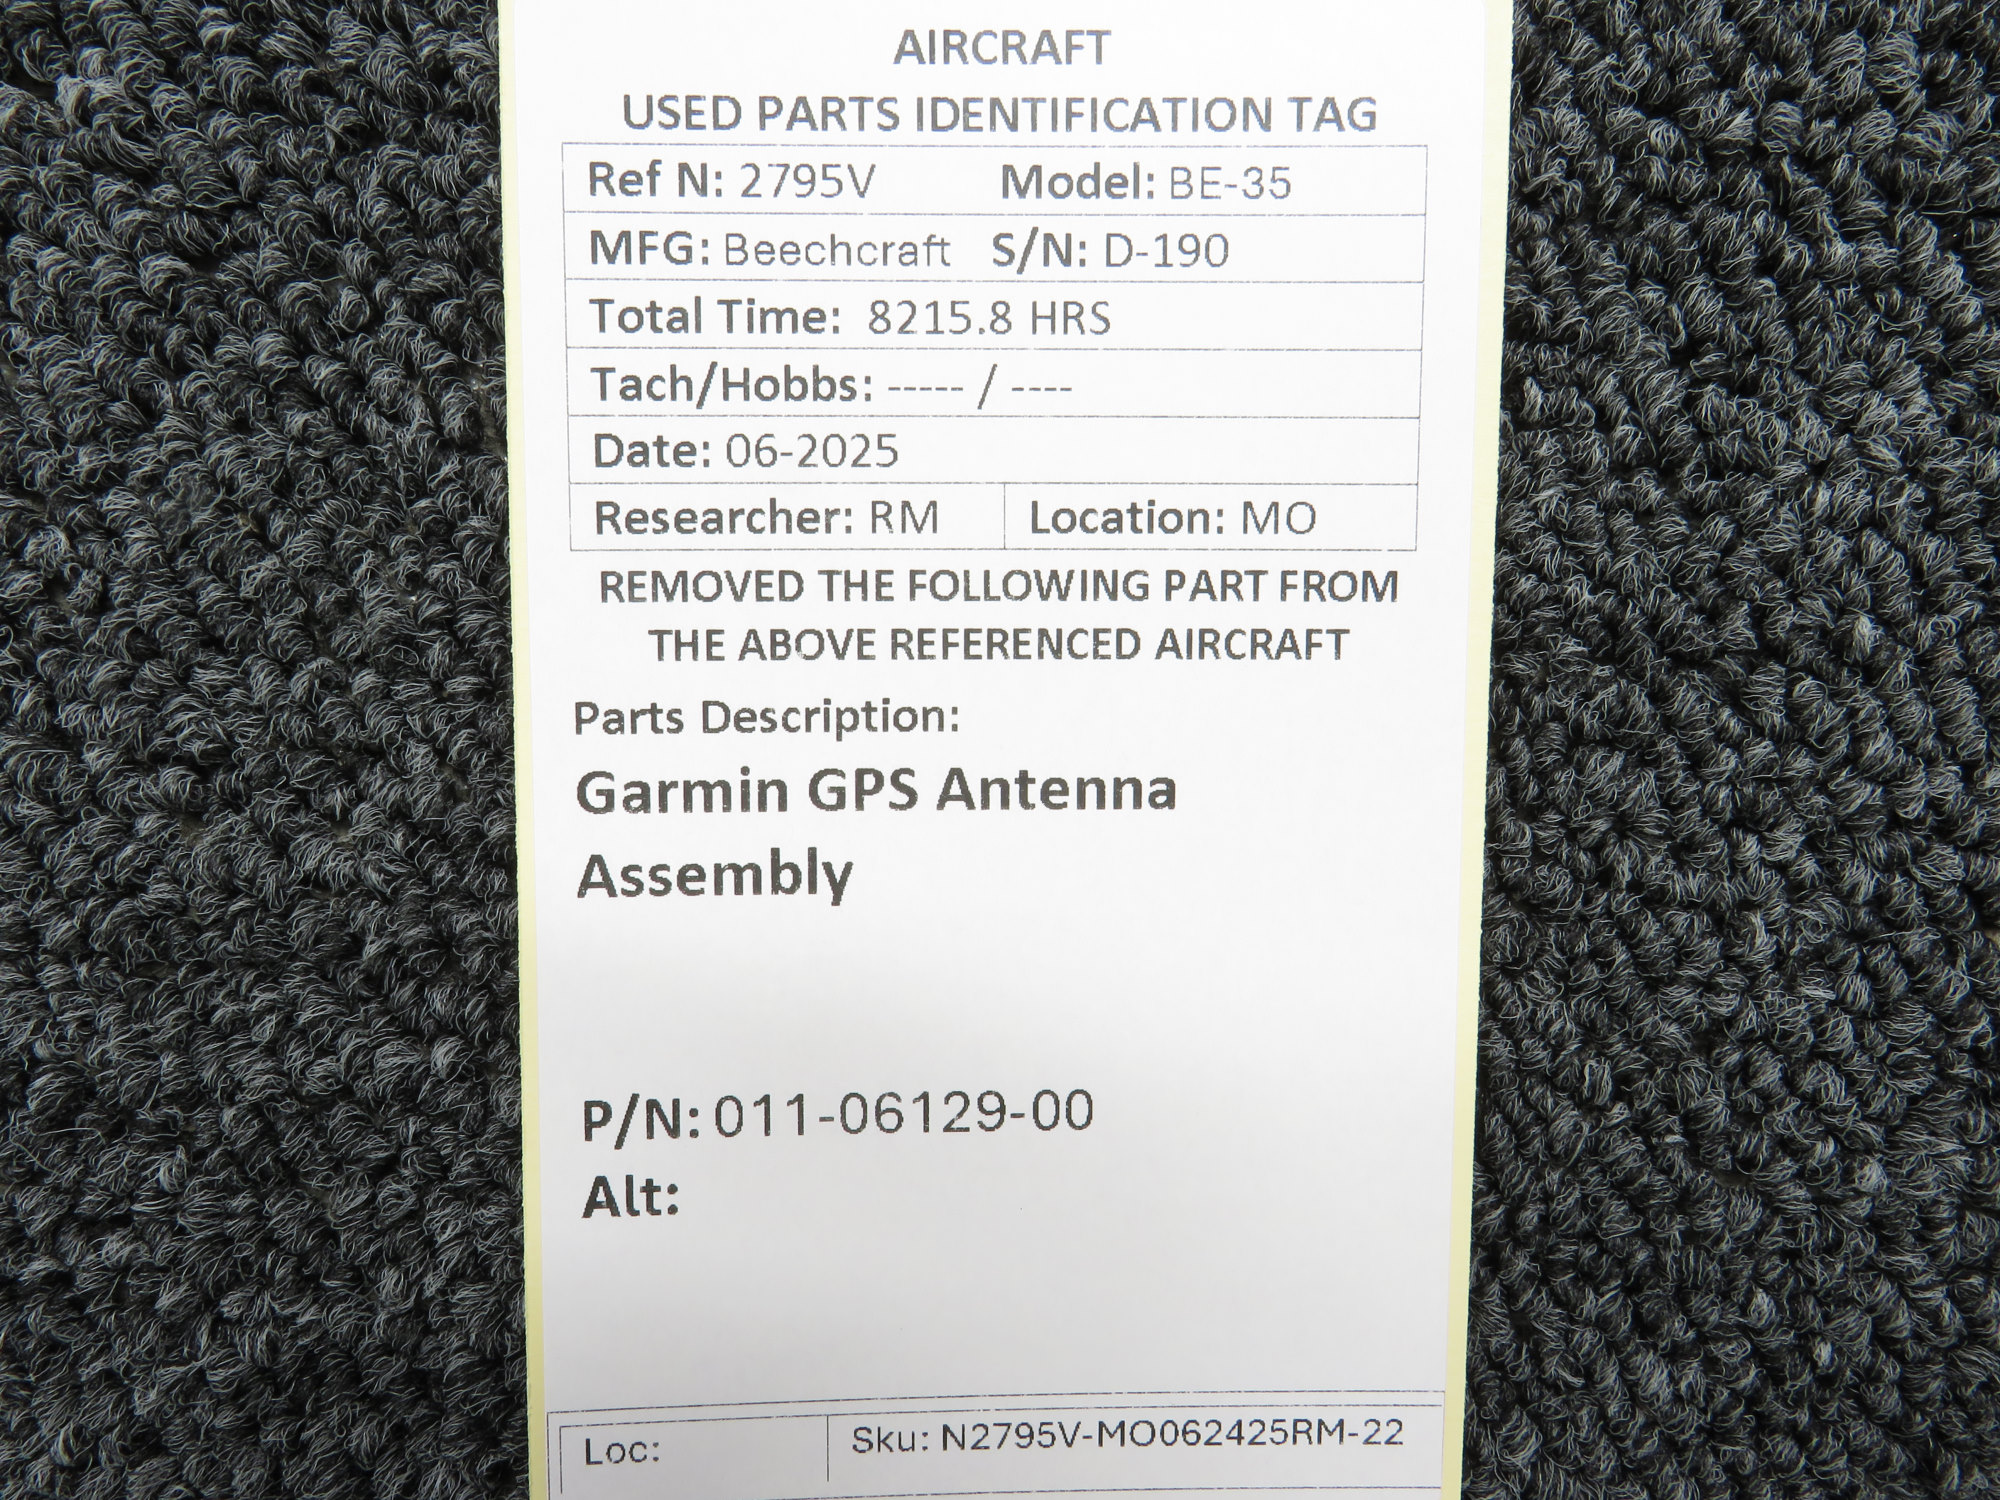 AIRCRAFT
USED PARTS IDENTIFICATION TAG
Ref N: 2795V Model: BE-35
MFG: Beechcraft S/N: D-190
Total Time: 8215.8 HRS
Tach/Hobbs: ----- / ----
Date: 06-2025
Researcher: RM Location: MO
REMOVED THE FOLLOWING PART FROM
THE ABOVE REFERENCED AIRCRAFT
Parts Description:
Garmin GPS Antenna
Assembly
P/N: 011-06129-00
Alt:
Loc: Sku: N2795V-MO062425RM-22